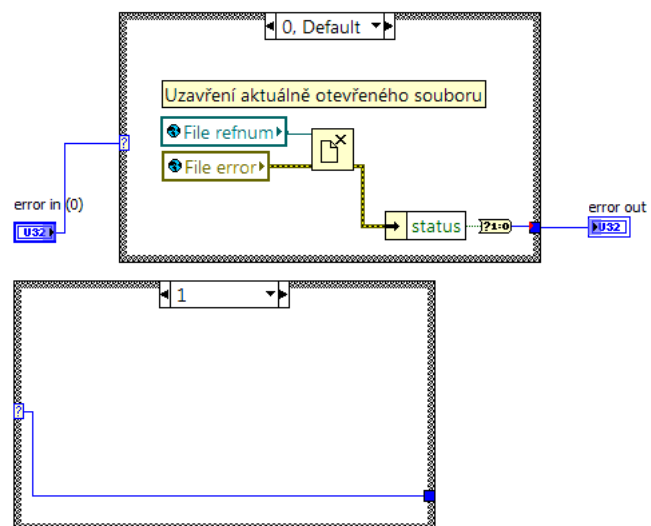 0, Default
Uzavření aktuálně otevřeného souboru
File refnum
File error
error in (0)
U32
status
?1:0
error out
U32
?
1
?